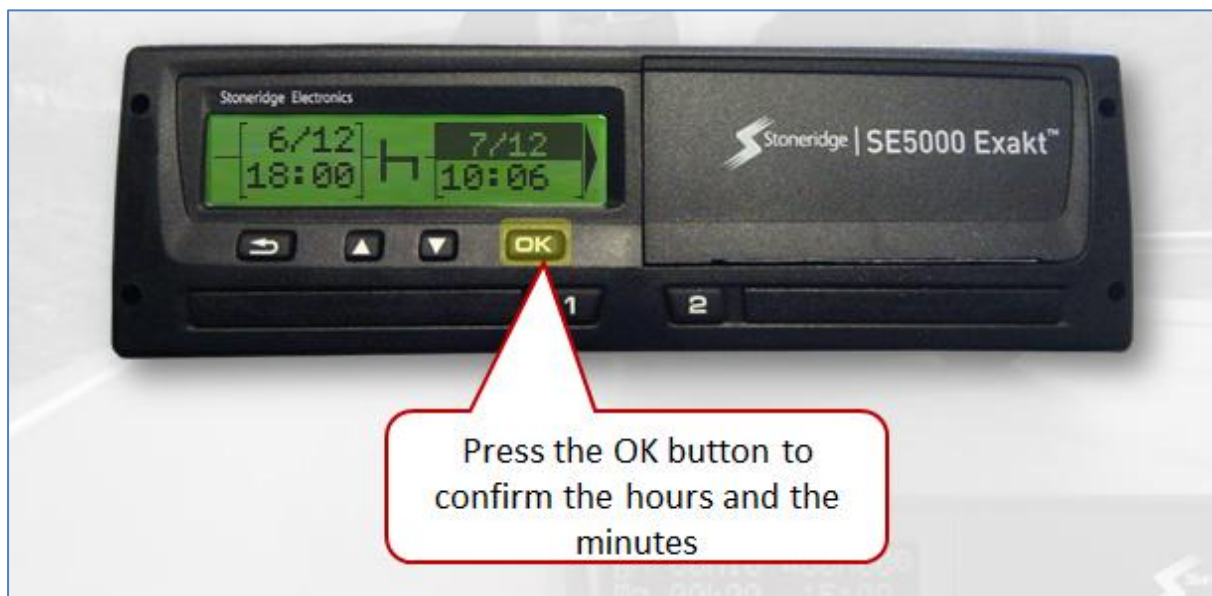 Stoneridge Electronics
6/12 7/12
18:00 10:06
Stoneridge | SE5000 Exakt™
OK
1 2
Press the OK button to
confirm the hours and the
minutes